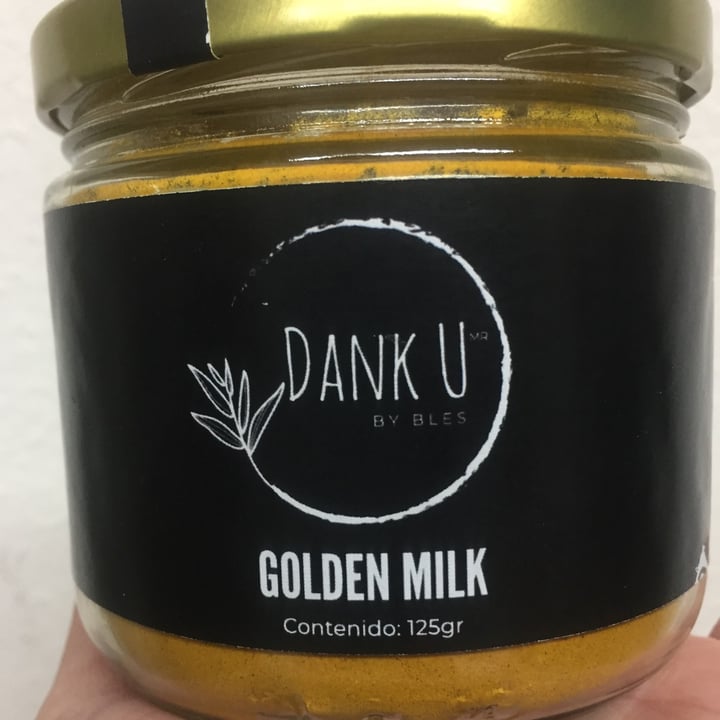 DANK U MR
BY BLES
GOLDEN MILK
Contenido: 125gr